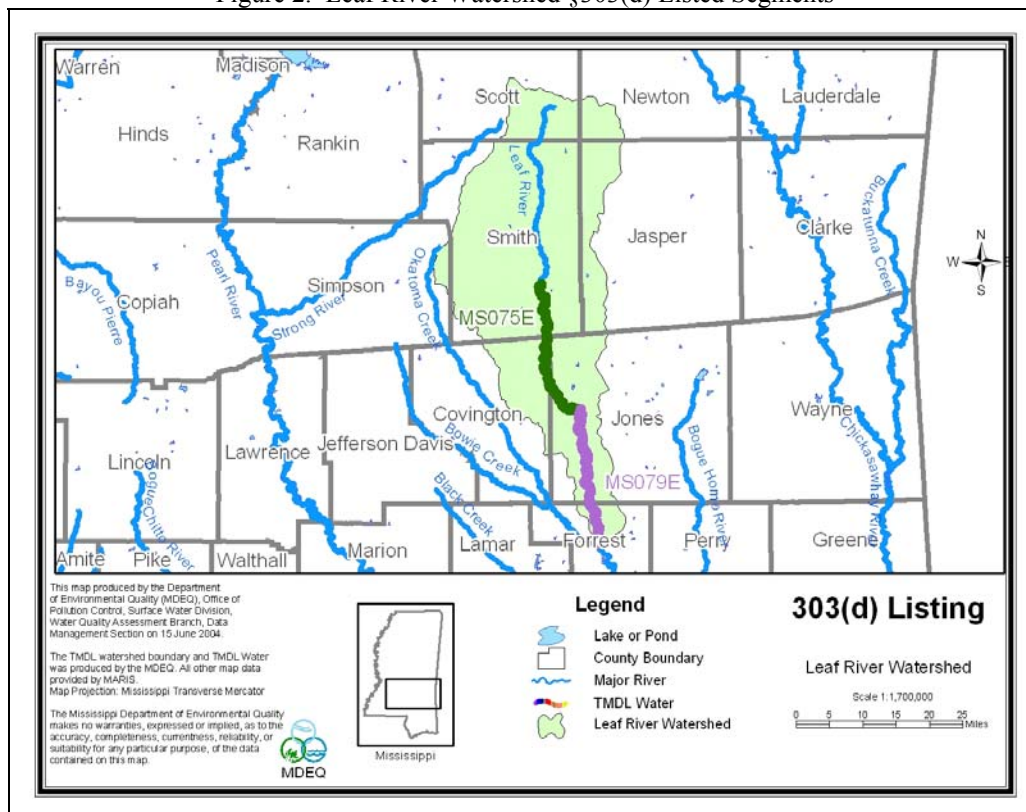 Figure 2. Leaf River Watershed §303(d) Listed Segments
Warren
Madison
Scott
Newton
Lauderdale
Hinds
Rankin
Leaf River
Buckatunna Creek
Smith
Jasper
Clarke
N
W
S
Pearl River
Okatoma Creek
Simpson
Bayou Pierre
Copiah
Strong River
MS075E
Covington
Jones
Wayne
Jefferson Davis
Bowie Creek
Bogue Homo River
Chickasawhay River
Lincoln
Lawrence
MS079E
Bogue Chitto River
Black Creek
Amite
Pike
Walthall
Marion
Lamar
Forrest
Perry
Greene
This map produced by the Department
of Environmental Quality (MDEQ), Office of
Pollution Control, Surface Water Division,
Water Quality Assessment Branch, Data
Management Section on 15 June 2004.
The TMDL watershed boundary and TMDL Water
was produced by the MDEQ. All other map data
provided by MARIS.
Map Projection: Mississippi Transverse Mercator
The Mississippi Department of Environmental Quality
makes no warranties, expressed or implied, as to the
accuracy, completeness, currentness, reliability, or
suitability for any particular purpose, of the data
contained on this map.
MDEQ
Mississippi
Legend
Lake or Pond
County Boundary
Major River
TMDL Water
Leaf River Watershed
303(d) Listing
Leaf River Watershed
Scale 1:1,700,000
0 5 10 15 20 25
Miles